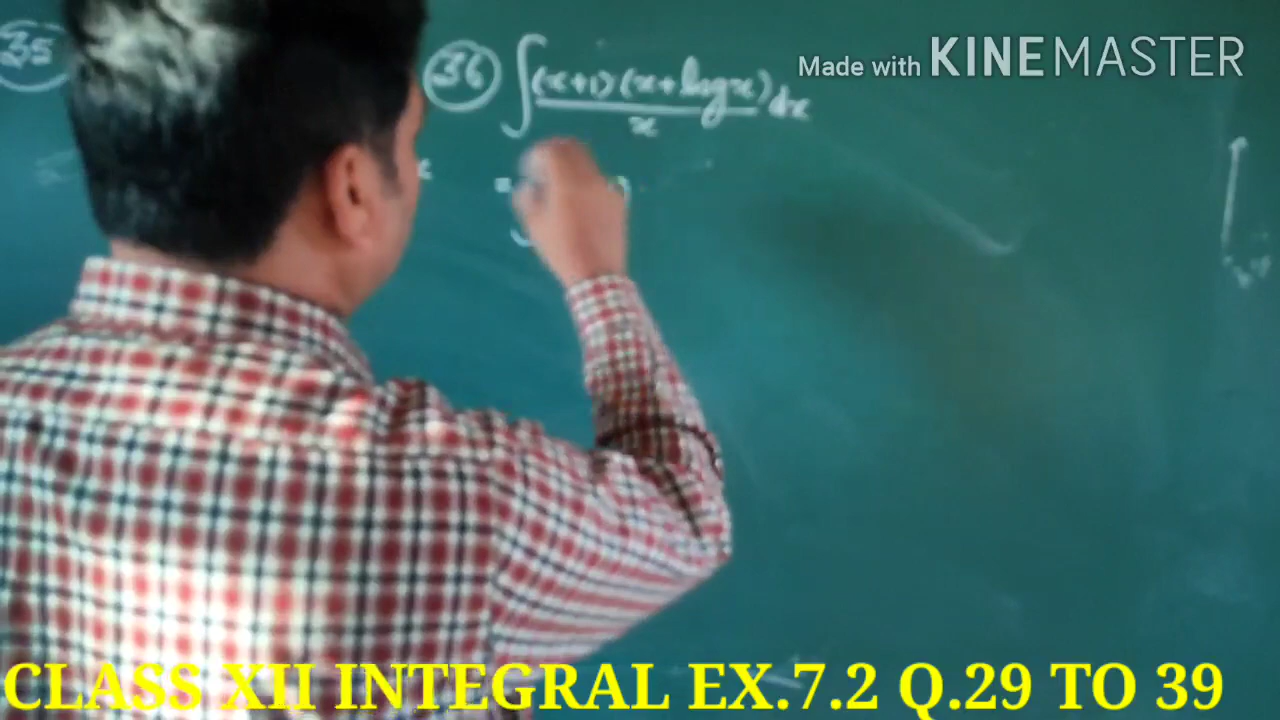 35
36 ∫ (x+1) (x+logx) / x dx
Made with KINEMASTER
=
CLASS XII INTEGRAL EX.7.2 Q.29 TO 39